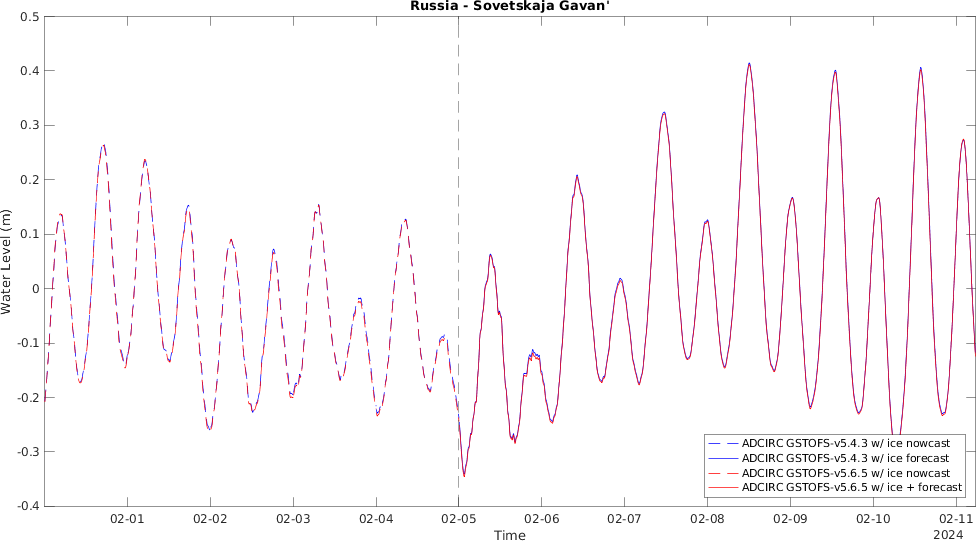 Russia - Sovetskaja Gavan'
0.5
0.4
0.3
0.2
0.1
0
-0.1
-0.2
-0.3
-0.4
Water Level (m)
ADCIRC GSTOFS-v5.4.3 w/ ice nowcast
ADCIRC GSTOFS-v5.4.3 w/ ice forecast
ADCIRC GSTOFS-v5.6.5 w/ ice nowcast
ADCIRC GSTOFS-v5.6.5 w/ ice + forecast
02-01 02-02 02-03 02-04 02-05 02-06 02-07 02-08 02-09 02-10 02-11
Time
2024